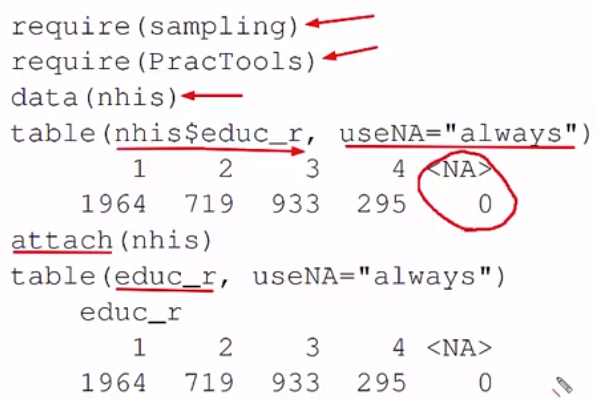 require(sampling)
require(PracTools)
data(nhis)
table(nhis$educ_r, useNA="always")
1 2 3 4 <NA>
1964 719 933 295 0
attach(nhis)
table(educ_r, useNA="always")
educ_r
1 2 3 4 <NA>
1964 719 933 295 0